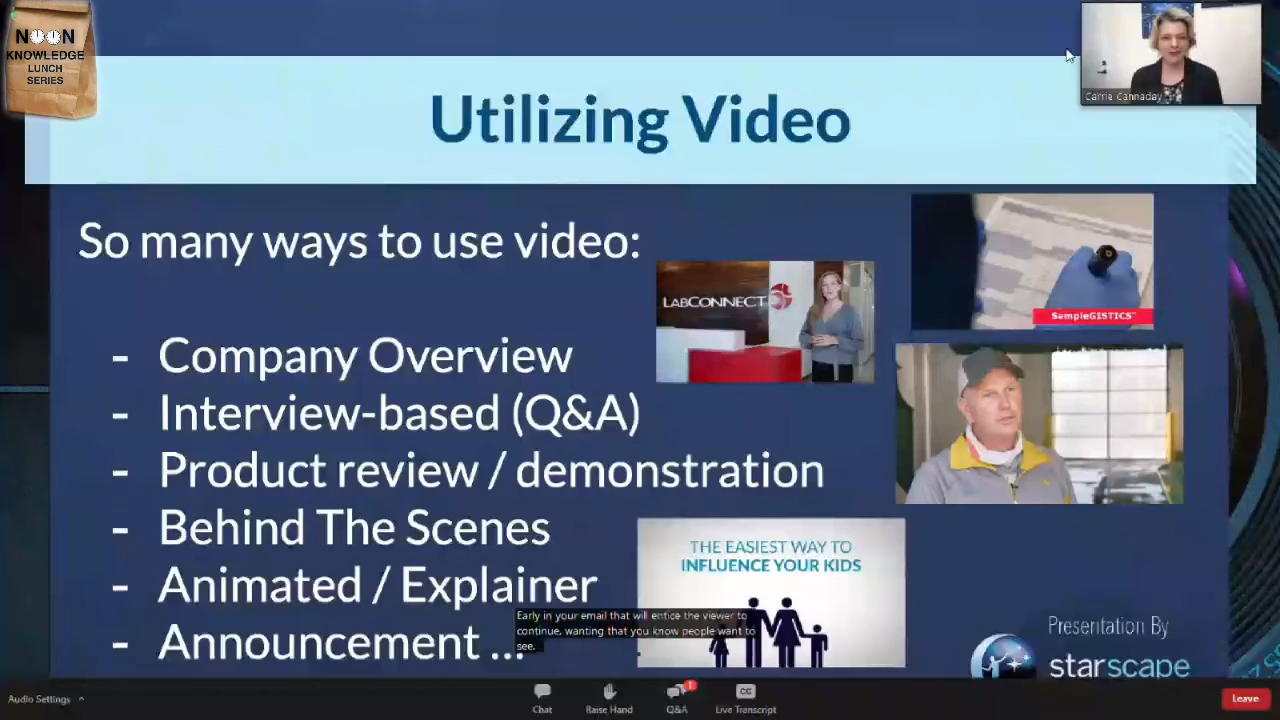 NOON
KNOWLEDGE
LUNCH
SERIES
Carrie Cannaday
Utilizing Video
So many ways to use video:
LABCONNECT
SampleGISTICS™
- Company Overview
- Interview-based (Q&A)
- Product review / demonstration
- Behind The Scenes
- Animated / Explainer
- Announcement ...
THE EASIEST WAY TO
INFLUENCE YOUR KIDS
Early in your email that will entice the viewer to
continue, wanting that you know people want to
see.
Presentation By
starscape
Audio Settings
Chat
Raise Hand
1
Q&A
CC
Live Transcript
Leave